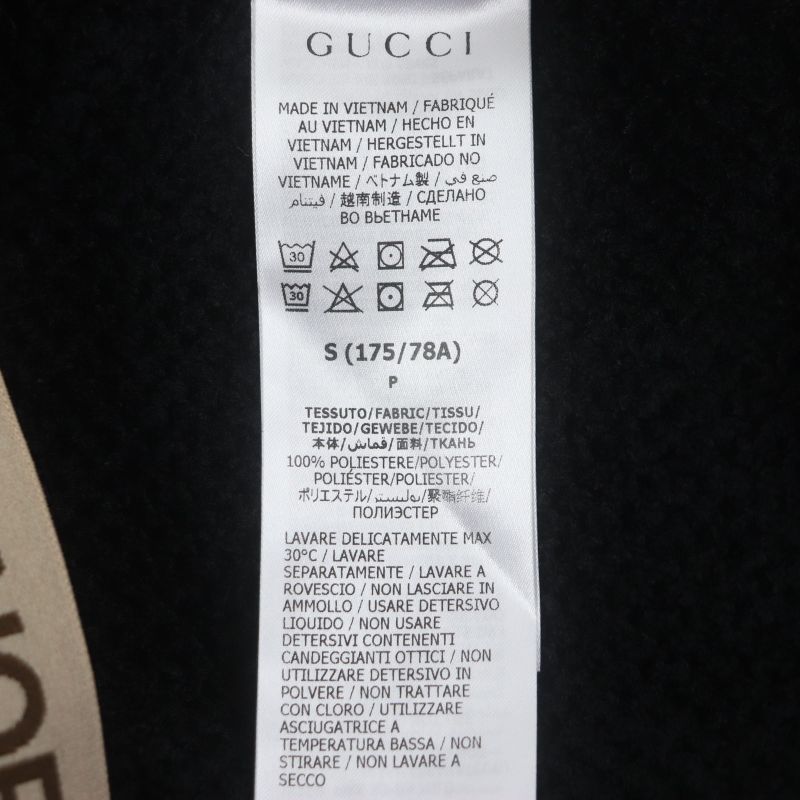 GUCCI
MADE IN VIETNAM / FABRIQUÉ
AU VIETNAM / HECHO EN
VIETNAM / HERGESTELLT IN
VIETNAM / FABRICADO NO
VIETNAME / ベトナム製 / صنع في
فيتنام / 越南制造 / СДЕЛАНО
ВО ВЬЕТНАМЕ
30
30
S (175/78A)
P
TESSUTO/FABRIC/TISSU/
TEJIDO/GEWEBE/TECIDO/
本体/قماش/面料/ТКАНЬ
100% POLIESTERE/POLYESTER/
POLIÉSTER/POLIESTER/
ポリエステル/بوليستر/聚酯纤维/
ПОЛИЭСТЕР
LAVARE DELICATAMENTE MAX
30°C / LAVARE
SEPARATAMENTE / LAVARE A
ROVESCIO / NON LASCIARE IN
AMMOLLO / USARE DETERSIVO
LIQUIDO / NON USARE
DETERSIVI CONTENENTI
CANDEGGIANTI OTTICI / NON
UTILIZZARE DETERSIVO IN
POLVERE / NON TRATTARE
CON CLORO / UTILIZZARE
ASCIUGATRICE A
TEMPERATURA BASSA / NON
STIRARE / NON LAVARE A
SECCO